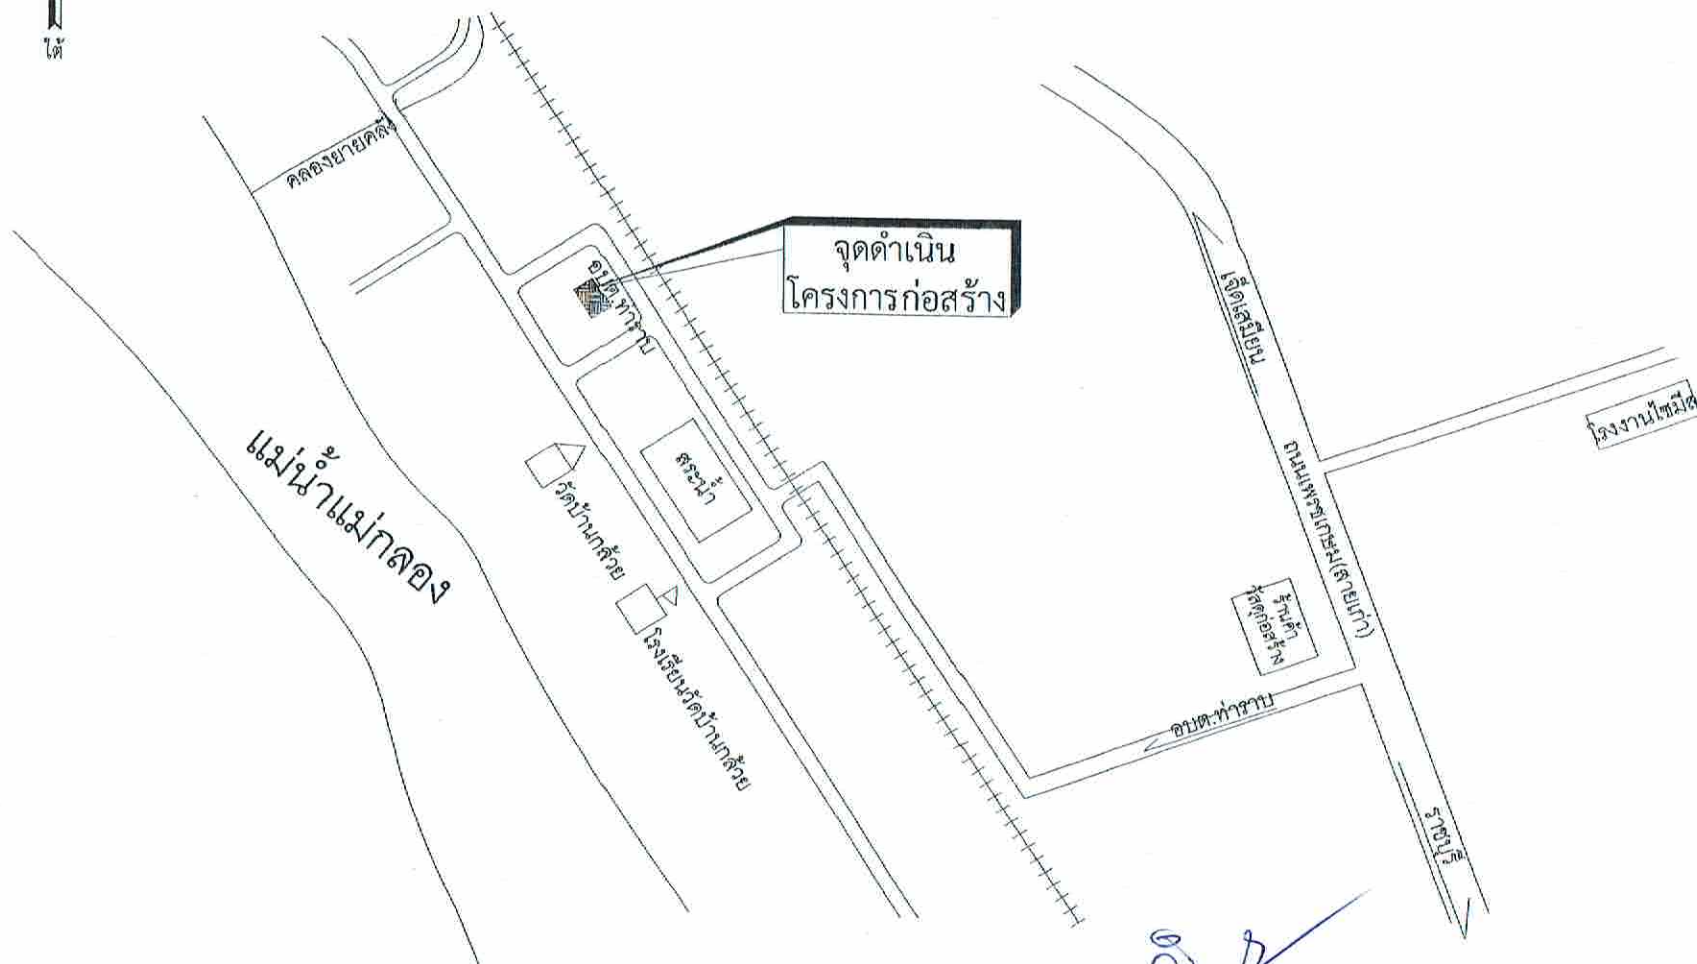 ใต้
คลองยายคลัง
จุดดำเนิน
โครงการก่อสร้าง
อบต.ท่าราบ
เจ็ดเสมียน
แม่น้ำแม่กลอง
สระน้ำ
วัดบ้านกล้วย
โรงเรียนวัดบ้านกล้วย
ถนนเพชรเกษม(สายเก่า)
ร้านค้า
วัสดุก่อสร้าง
อบต.ท่าราบ
ราชบุรี